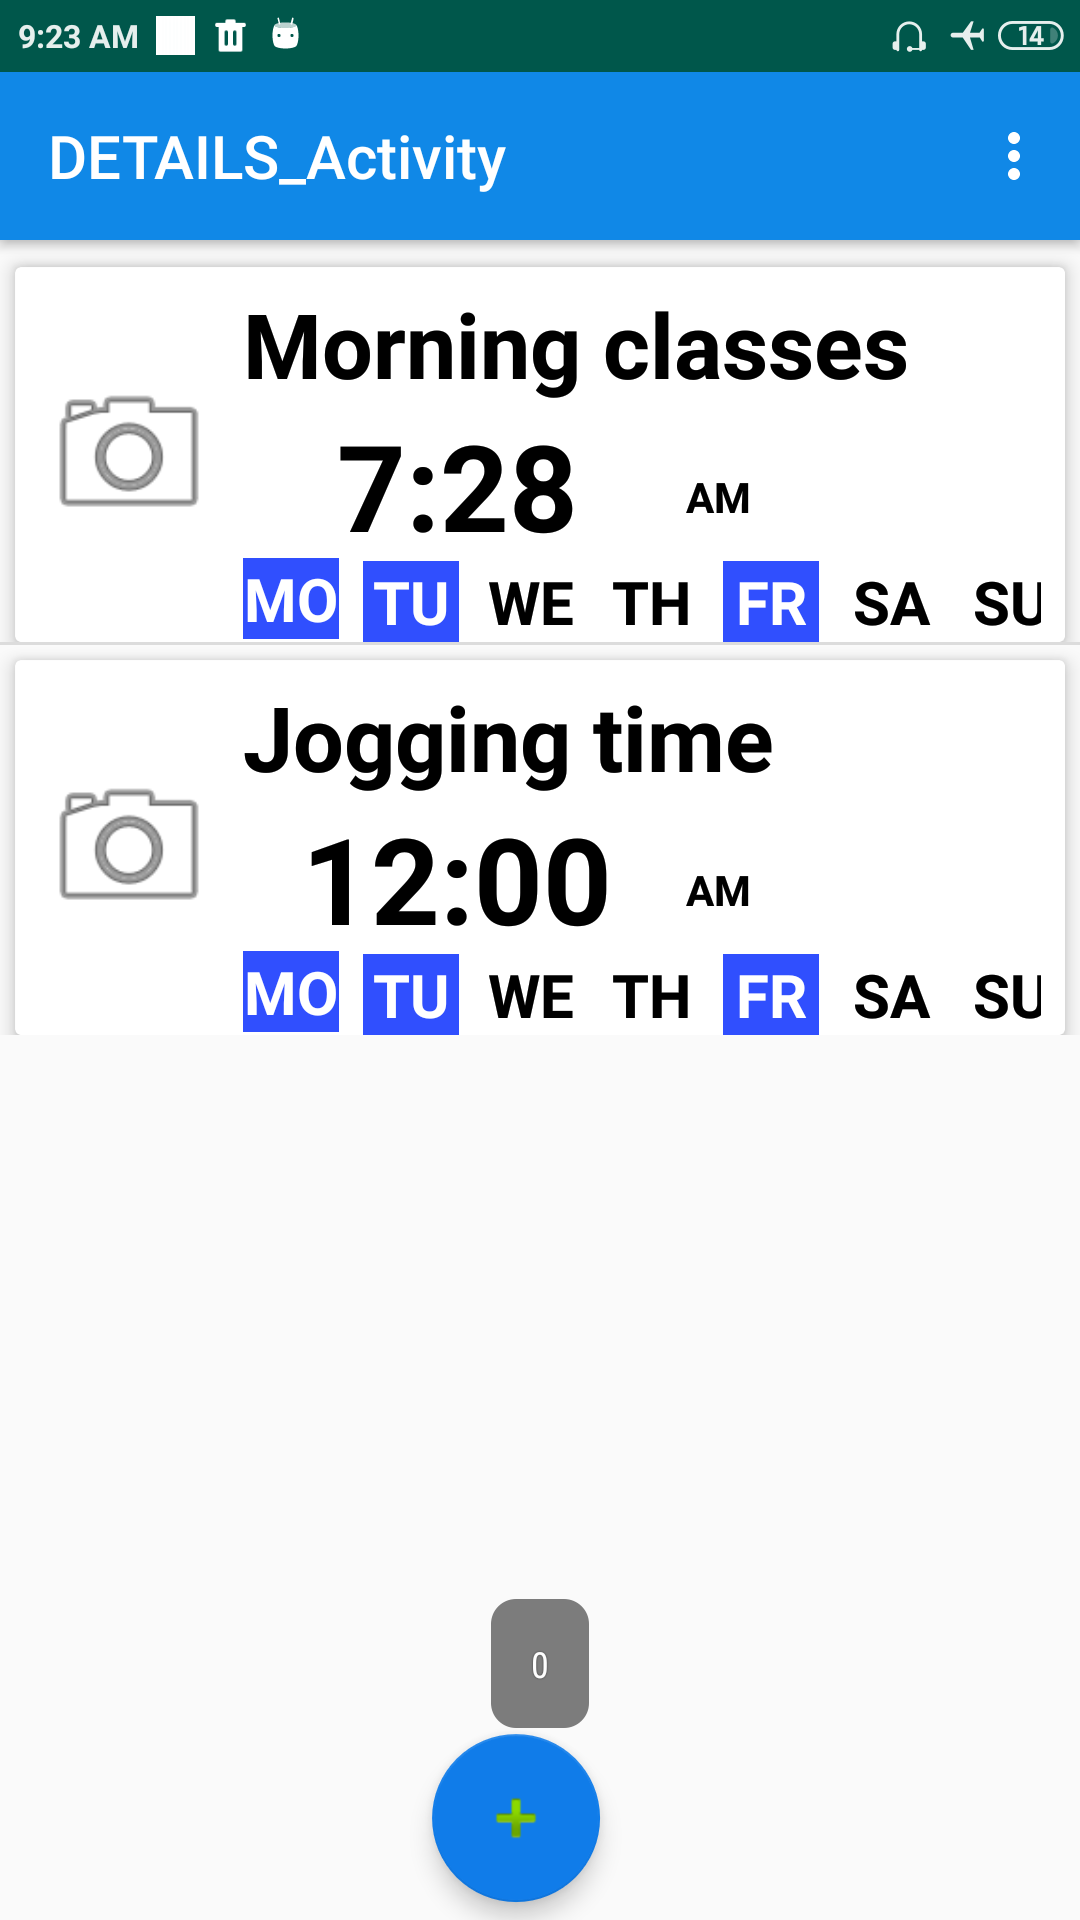 9:23 AM 14
DETAILS_Activity
Morning classes
7:28 AM
MO TU WE TH FR SA SU
Jogging time
12:00 AM
MO TU WE TH FR SA SU
0